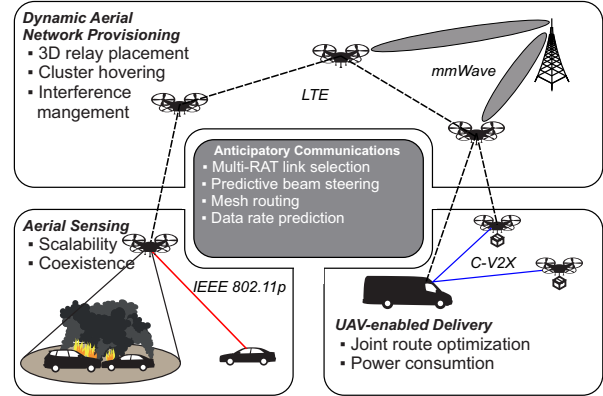 Dynamic Aerial
Network Provisioning
▪ 3D relay placement
▪ Cluster hovering
▪ Interference
mangement
LTE
mmWave
Anticipatory Communications
▪ Multi-RAT link selection
▪ Predictive beam steering
▪ Mesh routing
▪ Data rate prediction
Aerial Sensing
▪ Scalability
▪ Coexistence
IEEE 802.11p
C-V2X
UAV-enabled Delivery
▪ Joint route optimization
▪ Power consumtion